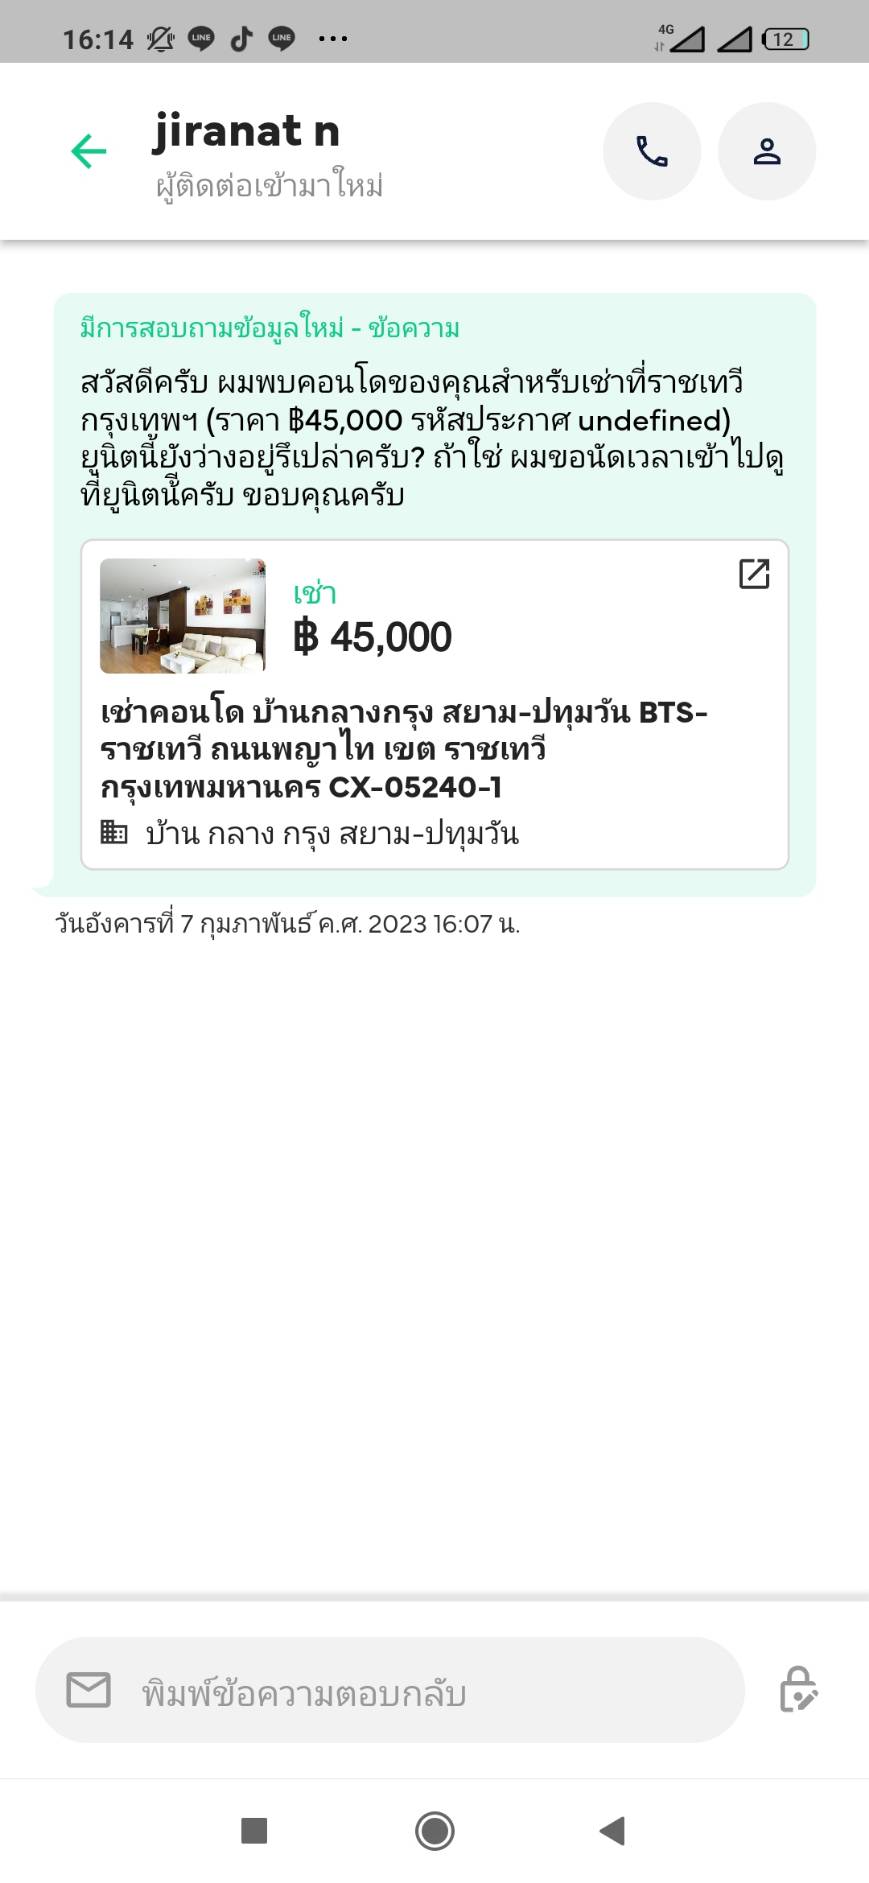 16:14
LINE
LINE
4G
12
jiranat n
ผู้ติดต่อเข้ามาใหม่
มีการสอบถามข้อมูลใหม่ - ข้อความ
สวัสดีครับ ผมพบคอนโดของคุณสำหรับเช่าที่ราชเทวี
กรุงเทพฯ (ราคา ฿45,000 รหัสประกาศ undefined)
ยูนิตนี้ยังว่างอยู่รึเปล่าครับ? ถ้าใช่ ผมขอนัดเวลาเข้าไปดู
ที่ยูนิตนี้ครับ ขอบคุณครับ
เช่า
฿ 45,000
เช่าคอนโด บ้านกลางกรุง สยาม-ปทุมวัน BTS-
ราชเทวี ถนนพญาไท เขต ราชเทวี
กรุงเทพมหานคร CX-05240-1
บ้าน กลาง กรุง สยาม-ปทุมวัน
วันอังคารที่ 7 กุมภาพันธ์ ค.ศ. 2023 16:07 น.
พิมพ์ข้อความตอบกลับ